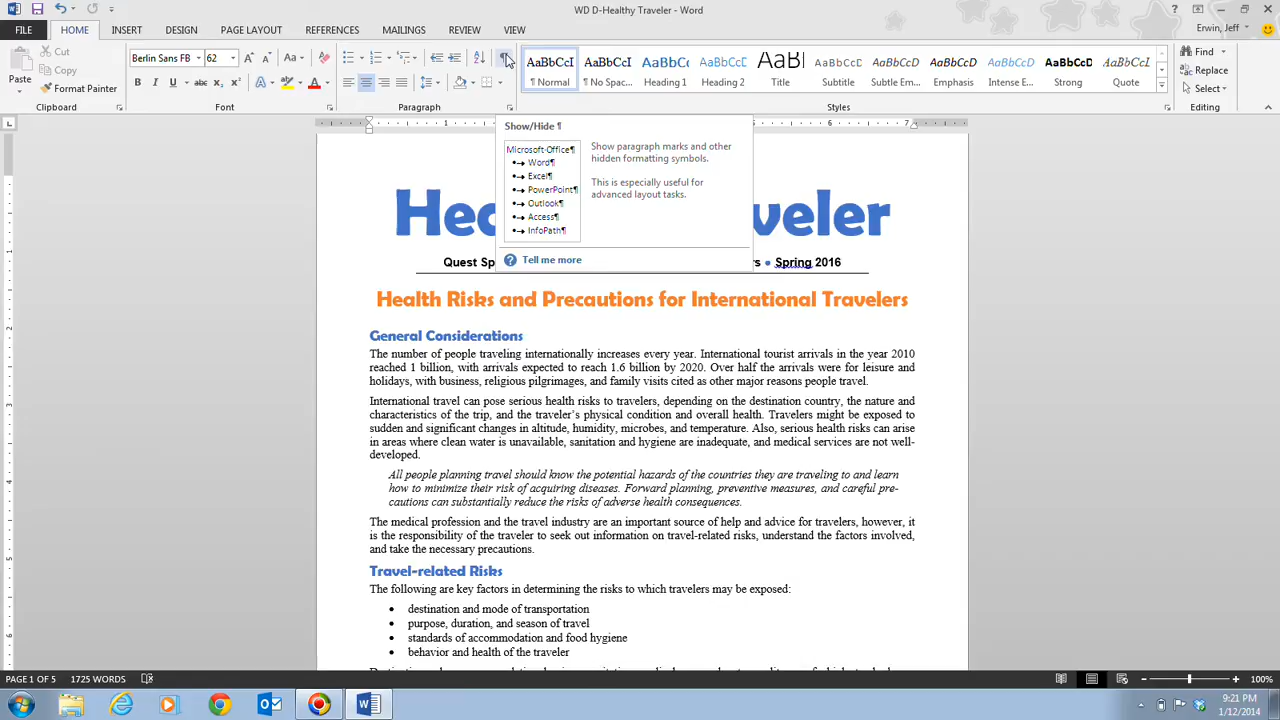 WD D-Healthy Traveler - Word
Erwin, Jeff
FILE HOME INSERT DESIGN PAGE LAYOUT REFERENCES MAILINGS REVIEW VIEW
Paste
Cut
Copy
Format Painter
Clipboard
Berlin Sans FB 62
Font
Paragraph
AaBbCcI AaBbCcI AaBbCc AaBbCcI AaBl AaBbCcD AaBbCcD AaBbCcD AaBbCcD AaBbCc AaBbCcD
¶ Normal ¶ No Spac... Heading 1 Heading 2 Title Subtitle Subtitle Em... Emphasis Intense E... Strong Quote
Styles
Find
Replace
Select
Editing
Show/Hide ¶
Microsoft·Office¶
Word¶
Excel¶
PowerPoint¶
Outlook¶
Access¶
InfoPath¶
Show paragraph marks and other
hidden formatting symbols.
This is especially useful for
advanced layout tasks.
Tell me more
Quest Sp rs • Spring 2016
Health Risks and Precautions for International Travelers
General Considerations
The number of people traveling internationally increases every year. International tourist arrivals in the year 2010
reached 1 billion, with arrivals expected to reach 1.6 billion by 2020. Over half the arrivals were for leisure and
holidays, with business, religious pilgrimages, and family visits cited as other major reasons people travel.
International travel can pose serious health risks to travelers, depending on the destination country, the nature and
characteristics of the trip, and the traveler's physical condition and overall health. Travelers might be exposed to
sudden and significant changes in altitude, humidity, microbes, and temperature. Also, serious health risks can arise
in areas where clean water is unavailable, sanitation and hygiene are inadequate, and medical services are not well-
developed.
All people planning travel should know the potential hazards of the countries they are traveling to and learn
how to minimize their risk of acquiring diseases. Forward planning, preventive measures, and careful pre-
cautions can substantially reduce the risks of adverse health consequences.
The medical profession and the travel industry are an important source of help and advice for travelers, however, it
is the responsibility of the traveler to seek out information on travel-related risks, understand the factors involved,
and take the necessary precautions.
Travel-related Risks
The following are key factors in determining the risks to which travelers may be exposed:
• destination and mode of transportation
• purpose, duration, and season of travel
• standards of accommodation and food hygiene
• behavior and health of the traveler
PAGE 1 OF 5 1725 WORDS 100%
9:21 PM
1/12/2014